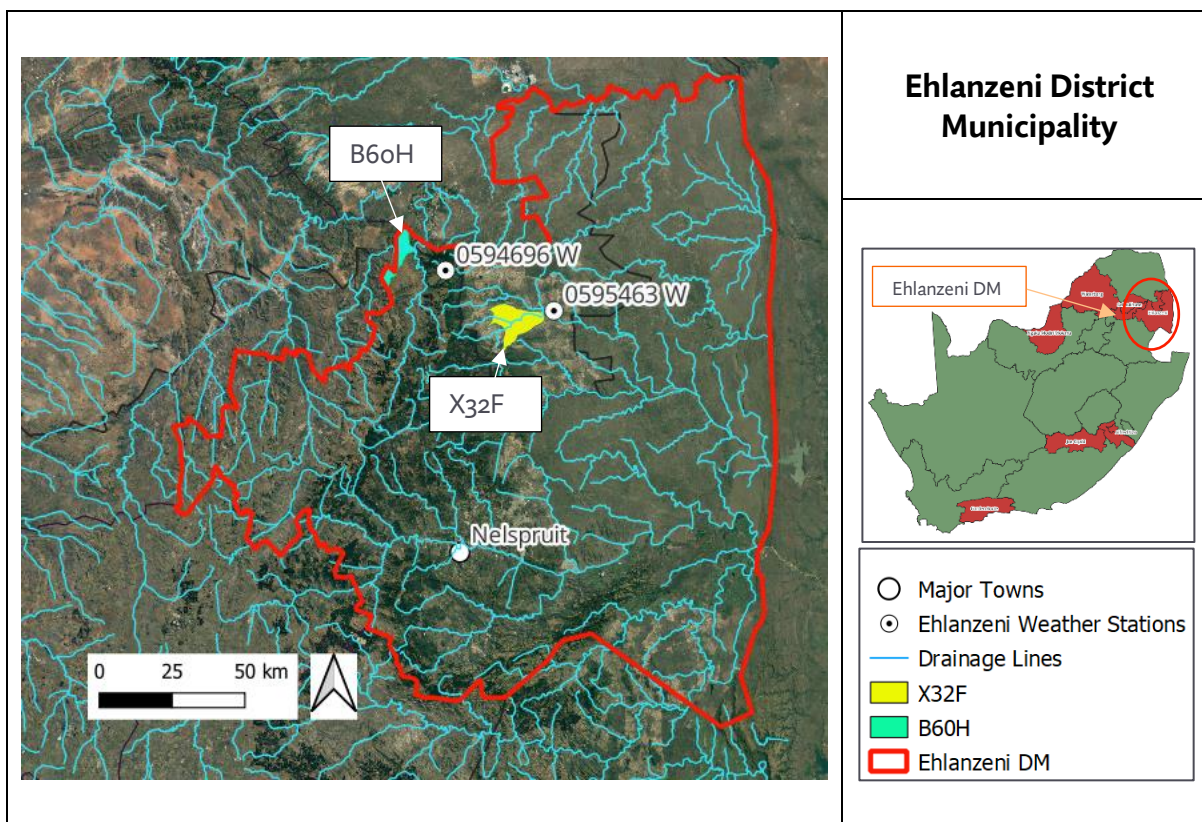 Ehlanzeni District
Municipality
B60H
0594696 W
0595463 W
X32F
Nelspruit
0 25 50 km
Ehlanzeni DM
Major Towns
Ehlanzeni Weather Stations
Drainage Lines
X32F
B60H
Ehlanzeni DM